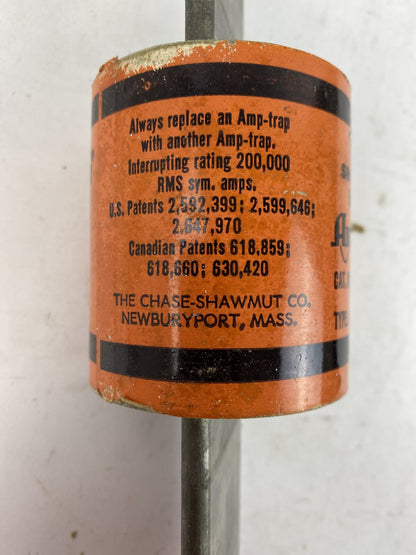 Always replace an Amp-trap
with another Amp-trap.
Interrupting rating 200,000
RMS sym. amps.
U.S. Patents 2,592,399; 2,599,646;
2,647,970
Canadian Patents 618,859;
618,660; 630,420
THE CHASE-SHAWMUT CO.
NEWBURYPORT, MASS.
CAT.
TYPE